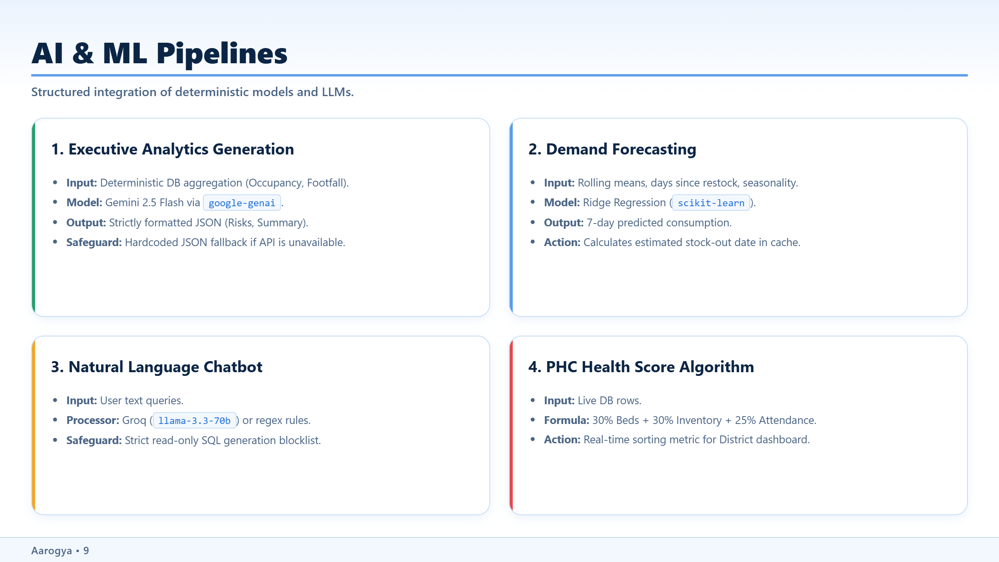 AI & ML Pipelines
Structured integration of deterministic models and LLMs.
1. Executive Analytics Generation
• Input: Deterministic DB aggregation (Occupancy, Footfall).
• Model: Gemini 2.5 Flash via google-genai.
• Output: Strictly formatted JSON (Risks, Summary).
• Safeguard: Hardcoded JSON fallback if API is unavailable.
2. Demand Forecasting
• Input: Rolling means, days since restock, seasonality.
• Model: Ridge Regression (scikit-learn).
• Output: 7-day predicted consumption.
• Action: Calculates estimated stock-out date in cache.
3. Natural Language Chatbot
• Input: User text queries.
• Processor: Groq (llama-3.3-70b) or regex rules.
• Safeguard: Strict read-only SQL generation blocklist.
4. PHC Health Score Algorithm
• Input: Live DB rows.
• Formula: 30% Beds + 30% Inventory + 25% Attendance.
• Action: Real-time sorting metric for District dashboard.
Aarogya • 9